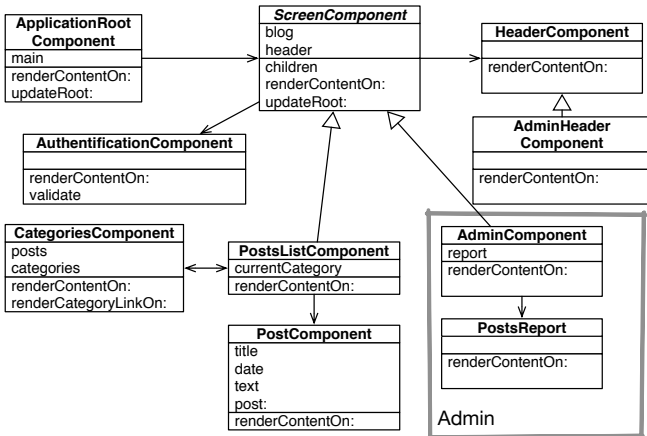 ApplicationRoot
Component
main
renderContentOn:
updateRoot:
ScreenComponent
blog
header
children
renderContentOn:
updateRoot:
HeaderComponent
renderContentOn:
AdminHeader
Component
renderContentOn:
AuthentificationComponent
renderContentOn:
validate
CategoriesComponent
posts
categories
renderContentOn:
renderCategoryLinkOn:
PostsListComponent
currentCategory
renderContentOn:
AdminComponent
report
renderContentOn:
PostComponent
title
date
text
post:
renderContentOn:
PostsReport
renderContentOn:
Admin